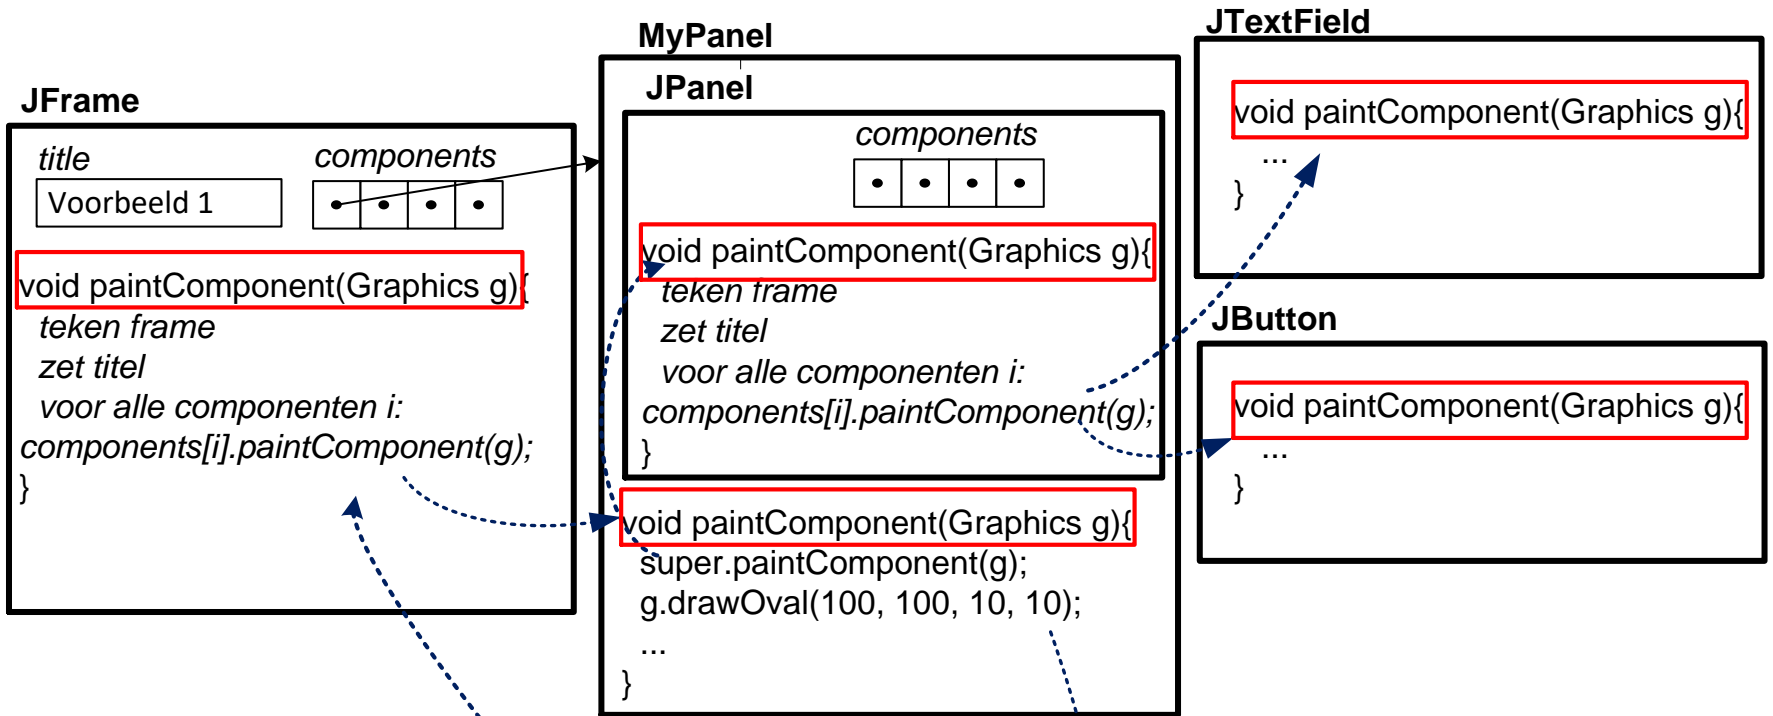 JFrame
title
components
Voorbeeld 1
void paintComponent(Graphics g){
teken frame
zet titel
voor alle componenten i:
components[i].paintComponent(g);
}
MyPanel
JPanel
components
void paintComponent(Graphics g){
teken frame
zet titel
voor alle componenten i:
components[i].paintComponent(g);
}
void paintComponent(Graphics g){
super.paintComponent(g);
g.drawOval(100, 100, 10, 10);
...
}
JTextField
void paintComponent(Graphics g){
...
}
JButton
void paintComponent(Graphics g){
...
}